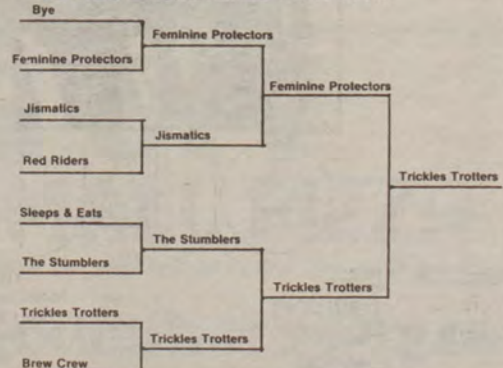 Bye
Feminine Protectors
Feminine Protectors
Feminine Protectors
Jismatics
Jismatics
Red Riders
Trickles Trotters
Sleeps & Eats
The Stumblers
The Stumblers
Trickles Trotters
Trickles Trotters
Trickles Trotters
Brew Crew